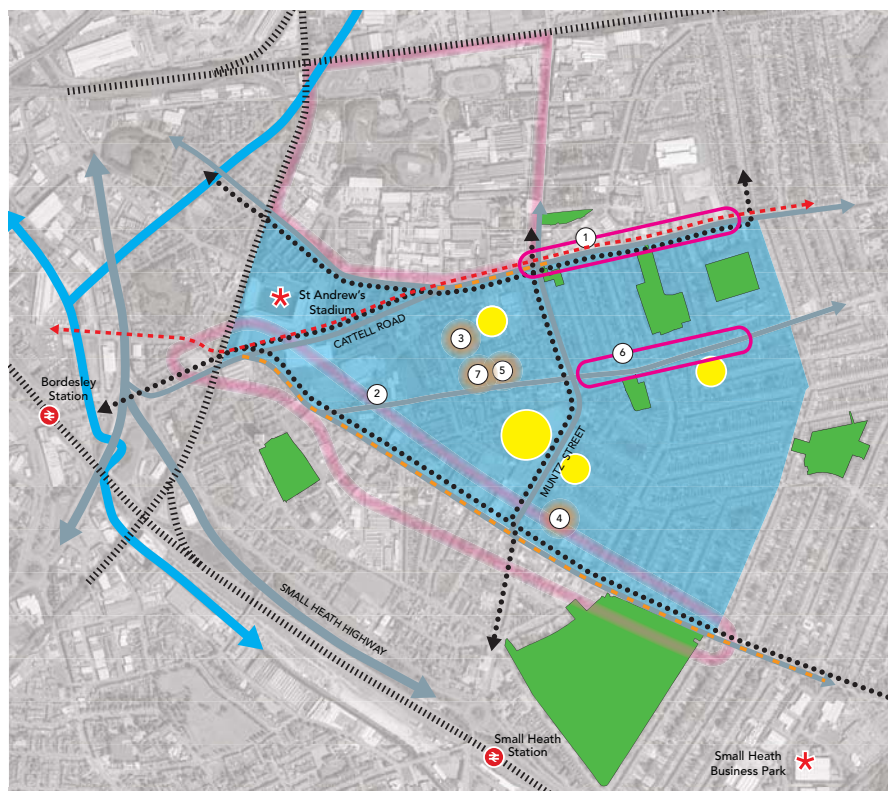 1
St Andrew's
Stadium
CATTELL ROAD
3
6
7
5
2
Bordesley
Station
MUNTZ STREET
4
SMALL HEATH HIGHWAY
Small Heath
Station
Small Heath
Business Park